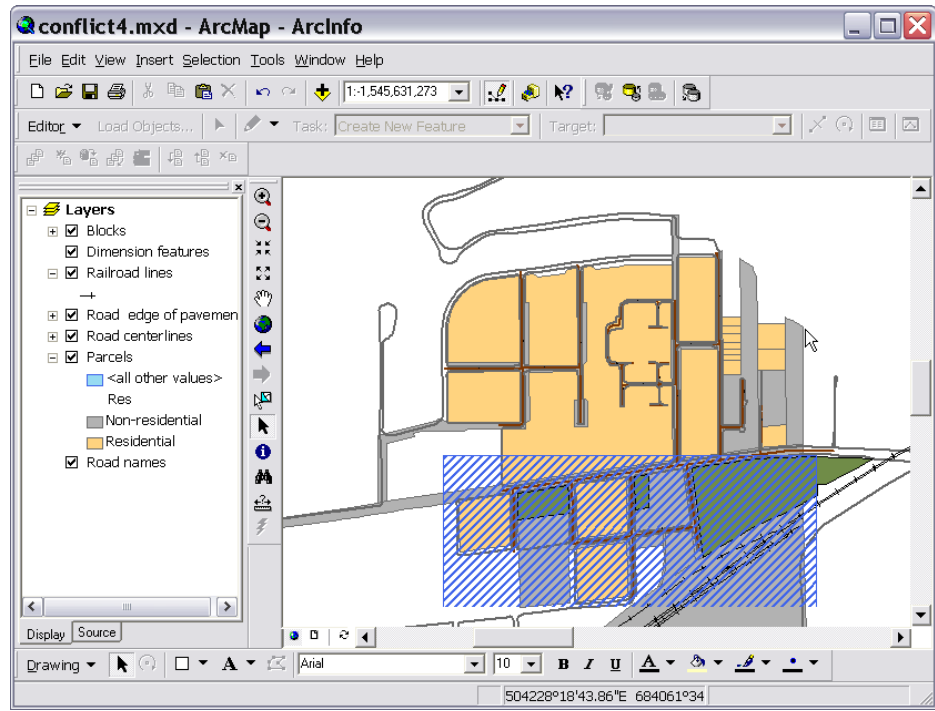 conflict4.mxd - ArcMap - ArcInfo
File Edit View Insert Selection Tools Window Help
1:-1,545,631,273
Editor Load Objects... Task: Create New Feature Target:
Layers
Blocks
Dimension features
Railroad lines
Road edge of pavemen
Road centerlines
Parcels
<all other values>
Res
Non-residential
Residential
Road names
Display Source
Drawing A Arial 10 B I U A
504228°18'43.86"E 684061°34